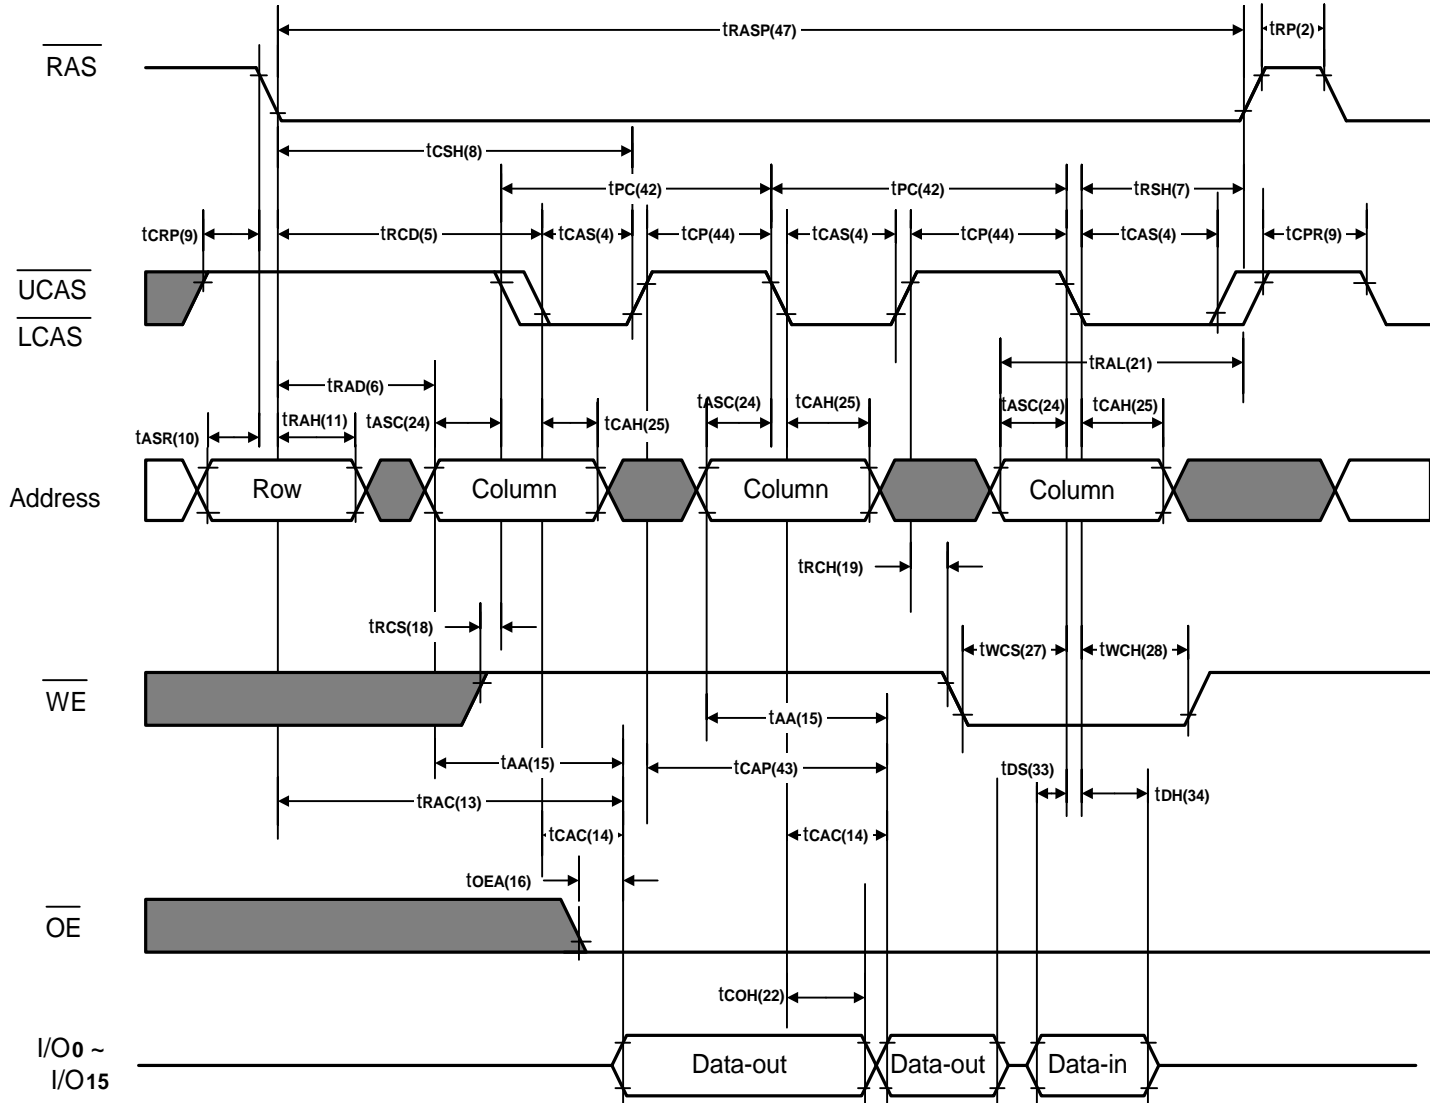 tRASP(47) tRP(2)
RAS
tCSH(8)
tPC(42) tPC(42) tRSH(7)
tCRP(9) tRCD(5) tCAS(4) tCP(44) tCAS(4) tCP(44) tCAS(4) tCPR(9)
UCAS
LCAS
tRAL(21)
tRAD(6)
tASR(10) tRAH(11) tASC(24) tCAH(25) tASC(24) tCAH(25) tASC(24) tCAH(25)
Address Row Column Column Column
tRCH(19)
tRCS(18)
tWCS(27) tWCH(28)
WE
tAA(15)
tAA(15) tCAP(43) tDS(33)
tRAC(13) tDH(34)
tCAC(14) tCAC(14)
tOEA(16)
OE
tCOH(22)
I/O0 ~
I/O15
Data-out Data-out Data-in